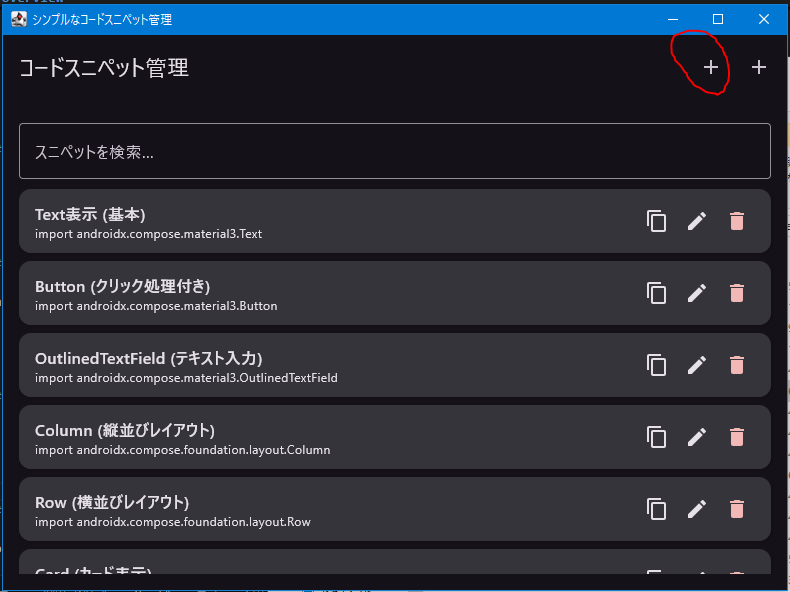 シンプルなコードスニペット管理
コードスニペット管理
スニペットを検索...
Text表示 (基本)
import androidx.compose.material3.Text
Button (クリック処理付き)
import androidx.compose.material3.Button
OutlinedTextField (テキスト入力)
import androidx.compose.material3.OutlinedTextField
Column (縦並びレイアウト)
import androidx.compose.foundation.layout.Column
Row (横並びレイアウト)
import androidx.compose.foundation.layout.Row
Card (カード表示)